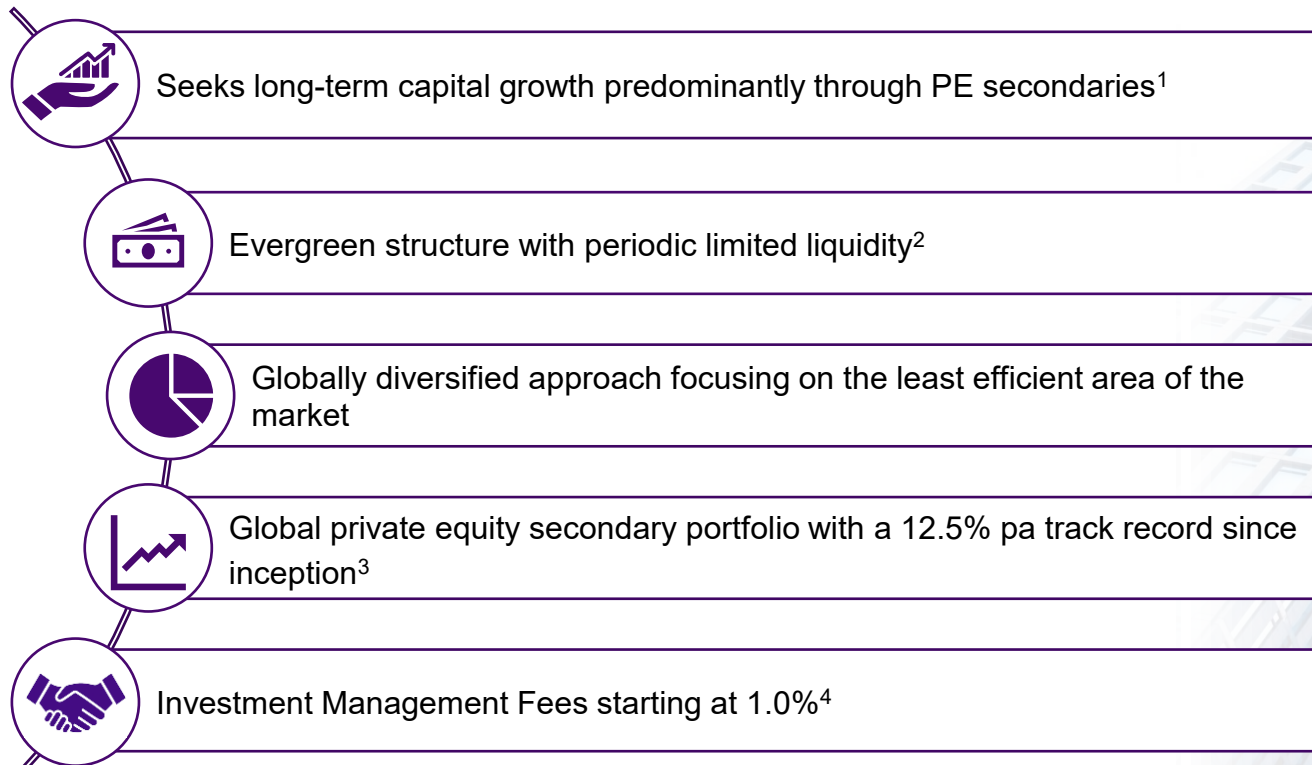 Seeks long-term capital growth predominantly through PE secondaries¹
Evergreen structure with periodic limited liquidity²
Globally diversified approach focusing on the least efficient area of the
market
Global private equity secondary portfolio with a 12.5% pa track record since
inception³
Investment Management Fees starting at 1.0%⁴